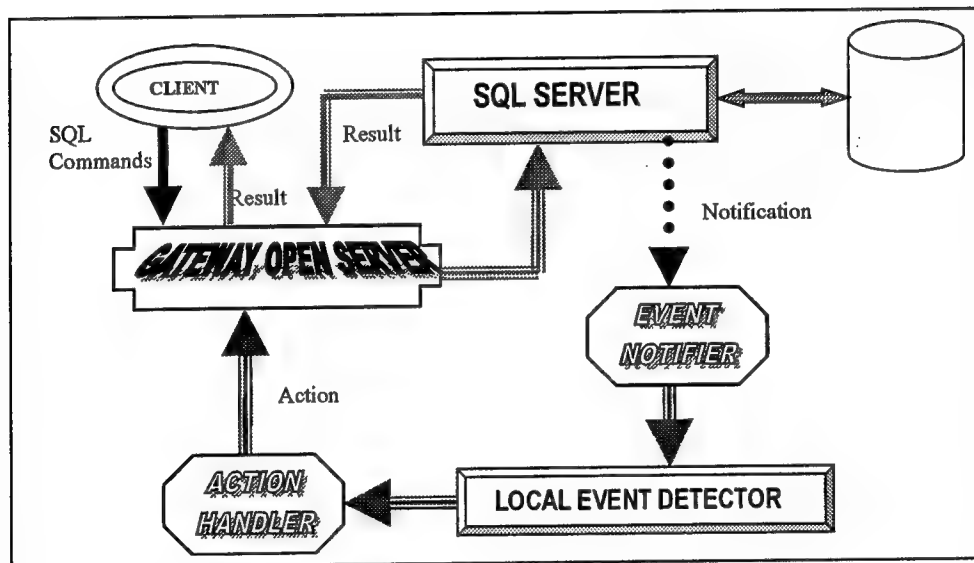 CLIENT
SQL SERVER
SQL
Commands
Result
Result
Notification
GATEWAY OPEN SERVER
EVENT
NOTIFIER
Action
ACTION
HANDLER
LOCAL EVENT DETECTOR